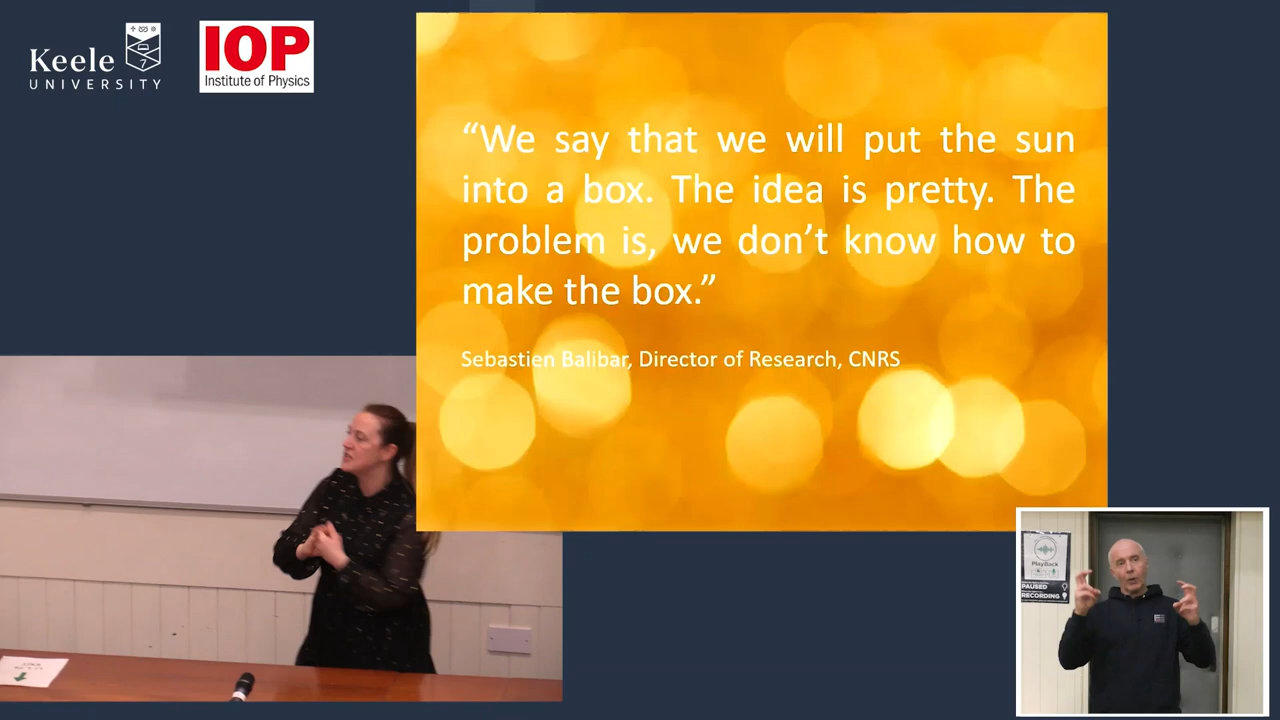 Keele
UNIVERSITY
IOP
Institute of Physics
“We say that we will put the sun
into a box. The idea is pretty. The
problem is, we don’t know how to
make the box.”
Sebastien Balibar, Director of Research, CNRS
PlayBack
PAUSED
RECORDING